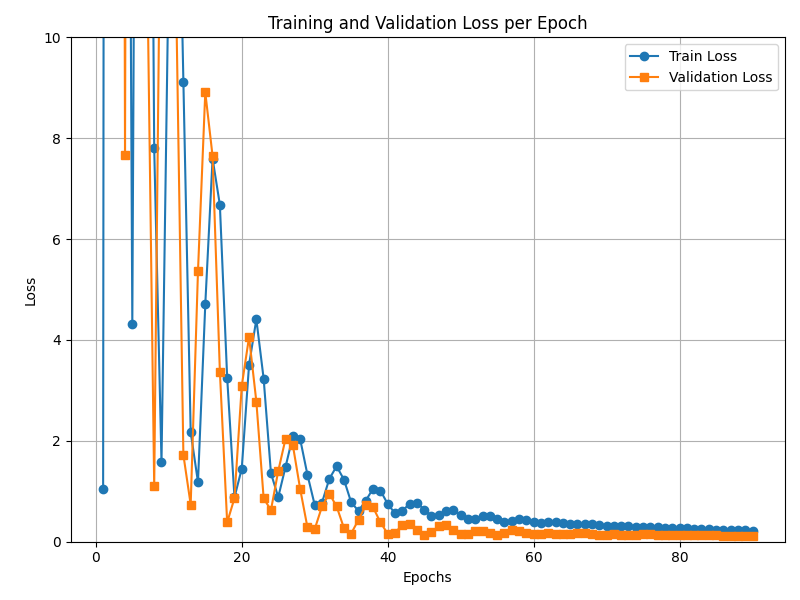 Training and Validation Loss per Epoch
Train Loss
Validation Loss
10
8
6
4
2
0
Loss
0 20 40 60 80
Epochs